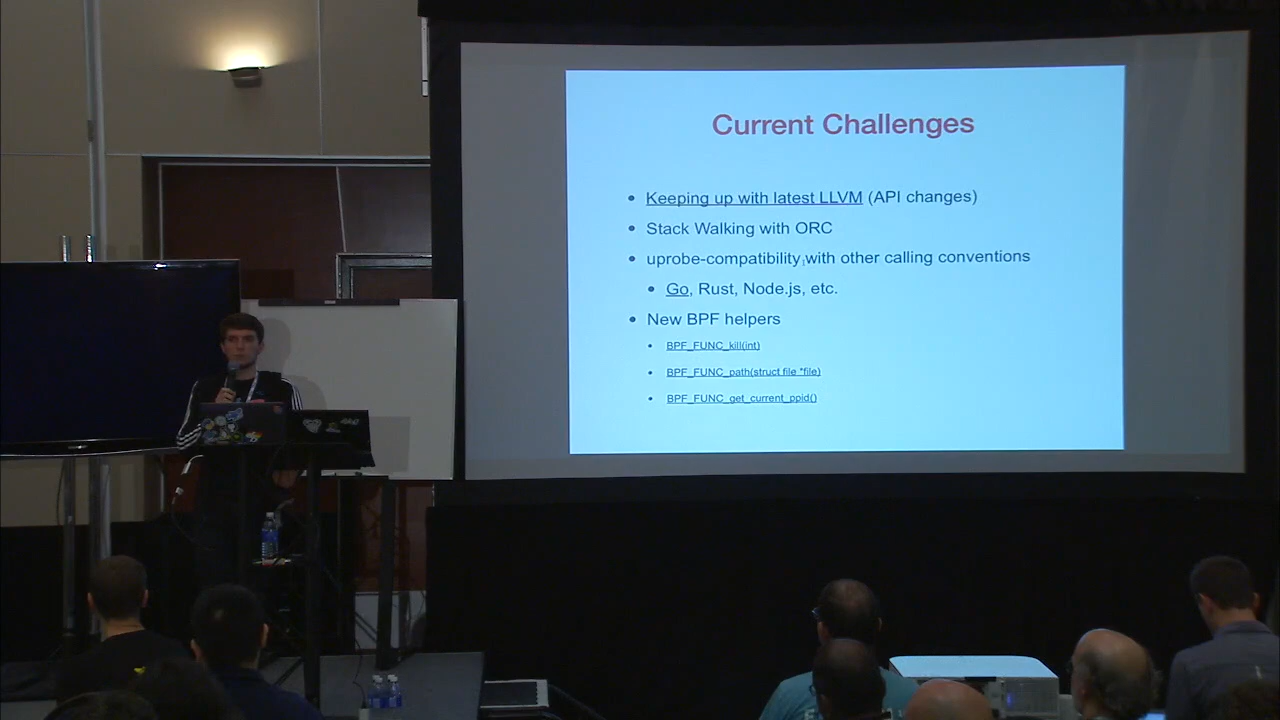 Current Challenges
• Keeping up with latest LLVM (API changes)
• Stack Walking with ORC
• uprobe-compatibility with other calling conventions
• Go, Rust, Node.js, etc.
• New BPF helpers
• BPF_FUNC_kill(int)
• BPF_FUNC_path(struct file *file)
• BPF_FUNC_get_current_ppid()